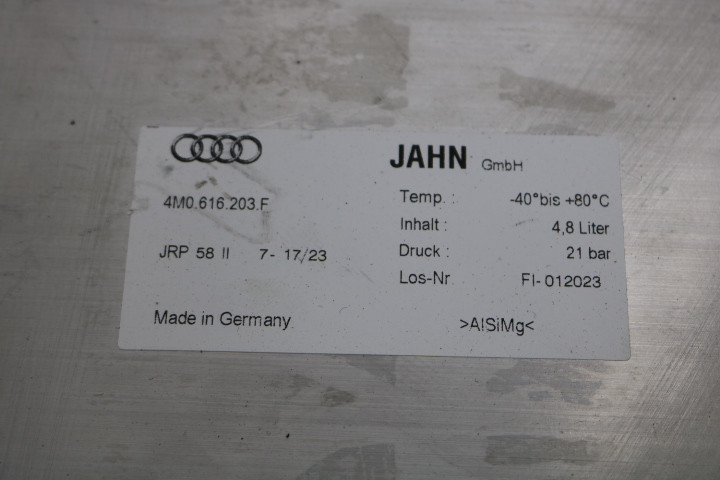 JAHN GmbH
4M0.616.203.F
Temp. : -40°bis +80°C
Inhalt : 4,8 Liter
JRP 58 II 7- 17/23
Druck : 21 bar
Los-Nr FI-012023
Made in Germany
>AlSiMg<